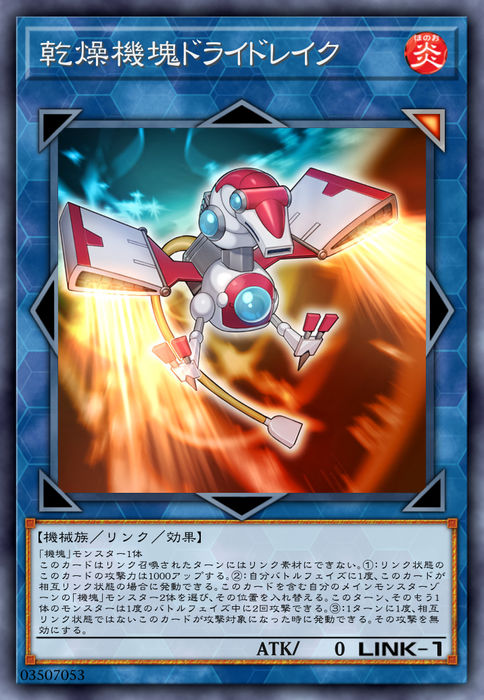 乾燥機塊ドライドレイク
ほのお
炎
【機械族／リンク／効果】
「機塊」モンスター1体
このカードはリンク召喚されたターンにはリンク素材にできない。①：リンク状態の
このカードの攻撃力は1000アップする。②：自分バトルフェイズに1度、このカードが
相互リンク状態の場合に発動できる。このカードを含む自分のメインモンスターゾ
ーンの「機塊」モンスター2体を選び、その位置を入れ替える。このターン、そのもう1
体のモンスターは1度のバトルフェイズ中に2回攻撃できる。③：1ターンに1度、相互
リンク状態ではないこのカードが攻撃対象になった時に発動できる。その攻撃を無
効にする。
ATK/ 0 LINK-1
03507053